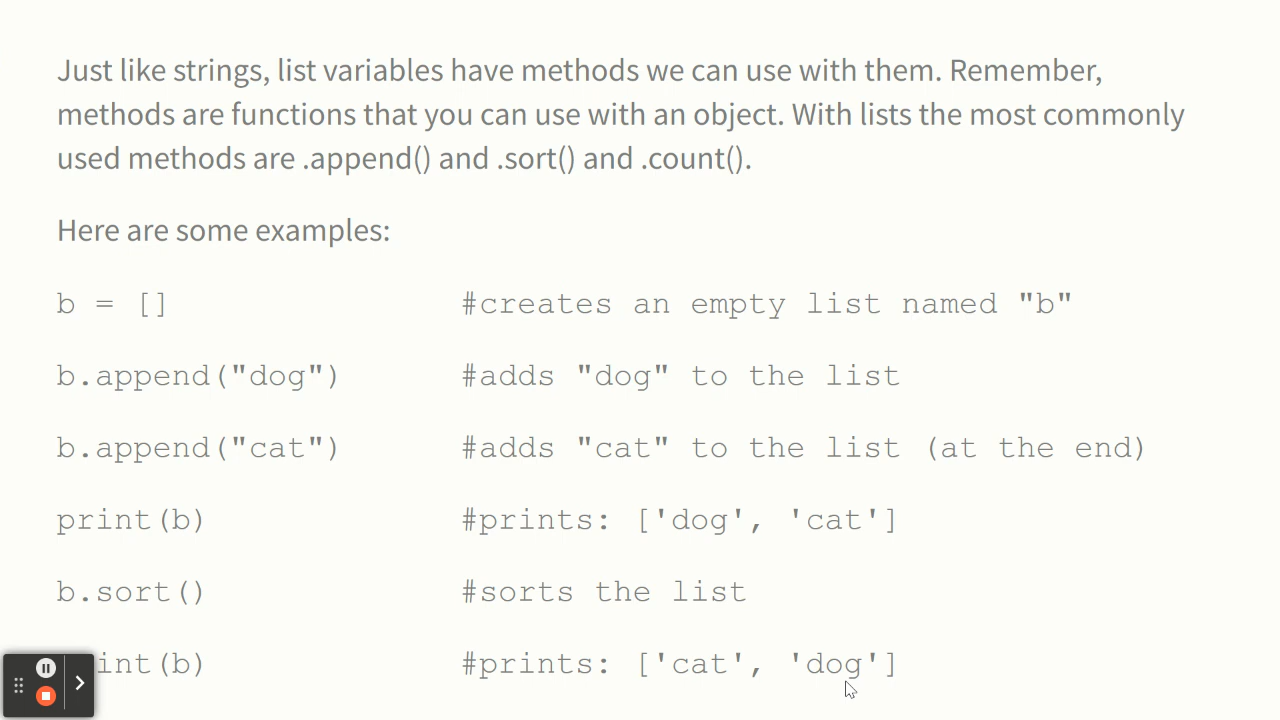 Just like strings, list variables have methods we can use with them. Remember,
methods are functions that you can use with an object. With lists the most commonly
used methods are .append() and .sort() and .count().
Here are some examples:
b = [] #creates an empty list named "b"
b.append("dog") #adds "dog" to the list
b.append("cat") #adds "cat" to the list (at the end)
print(b) #prints: ['dog', 'cat']
b.sort() #sorts the list
int(b) #prints: ['cat', 'dog']